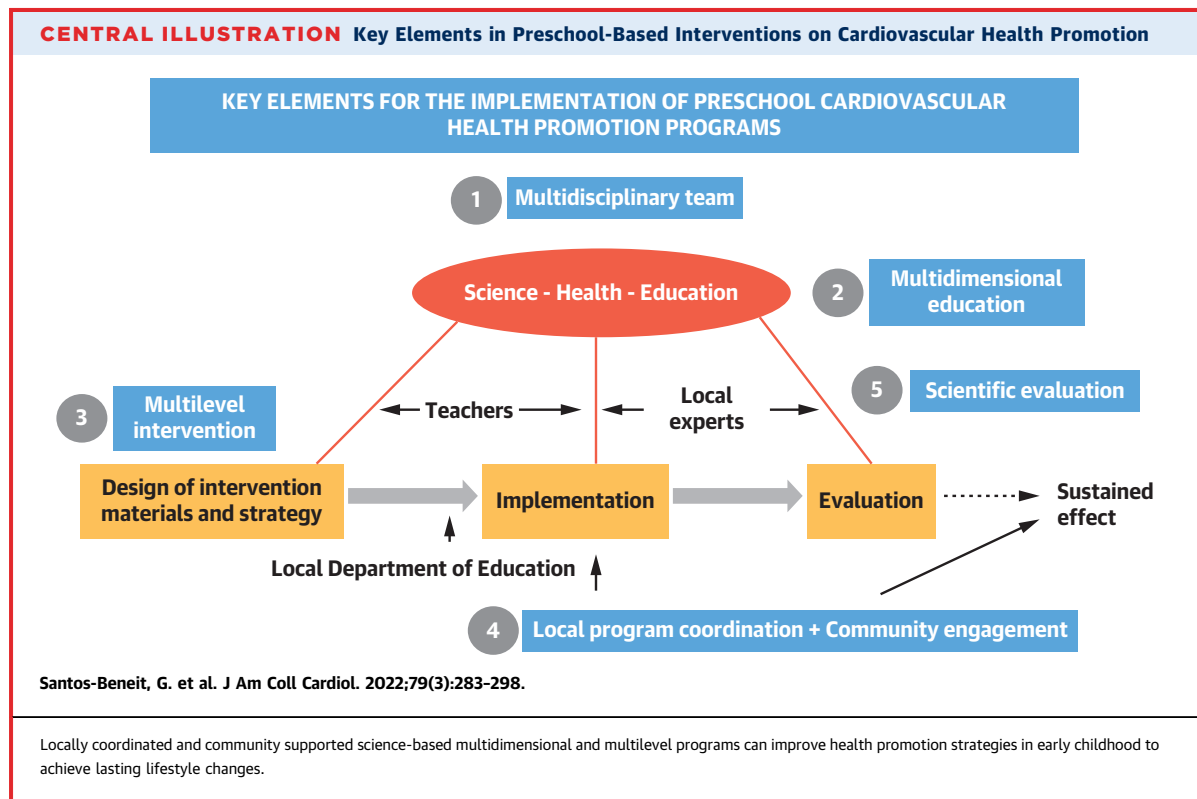 CENTRAL ILLUSTRATION Key Elements in Preschool-Based Interventions on Cardiovascular Health Promotion
KEY ELEMENTS FOR THE IMPLEMENTATION OF PRESCHOOL CARDIOVASCULAR
HEALTH PROMOTION PROGRAMS
1 Multidisciplinary team
Science - Health - Education
2 Multidimensional
education
3 Multilevel
intervention
Teachers
Local
experts
5 Scientific evaluation
Design of intervention
materials and strategy
Implementation
Evaluation
Sustained
effect
Local Department of Education
4 Local program coordination + Community engagement
Santos-Beneit, G. et al. J Am Coll Cardiol. 2022;79(3):283–298.
Locally coordinated and community supported science-based multidimensional and multilevel programs can improve health promotion strategies in early childhood to
achieve lasting lifestyle changes.